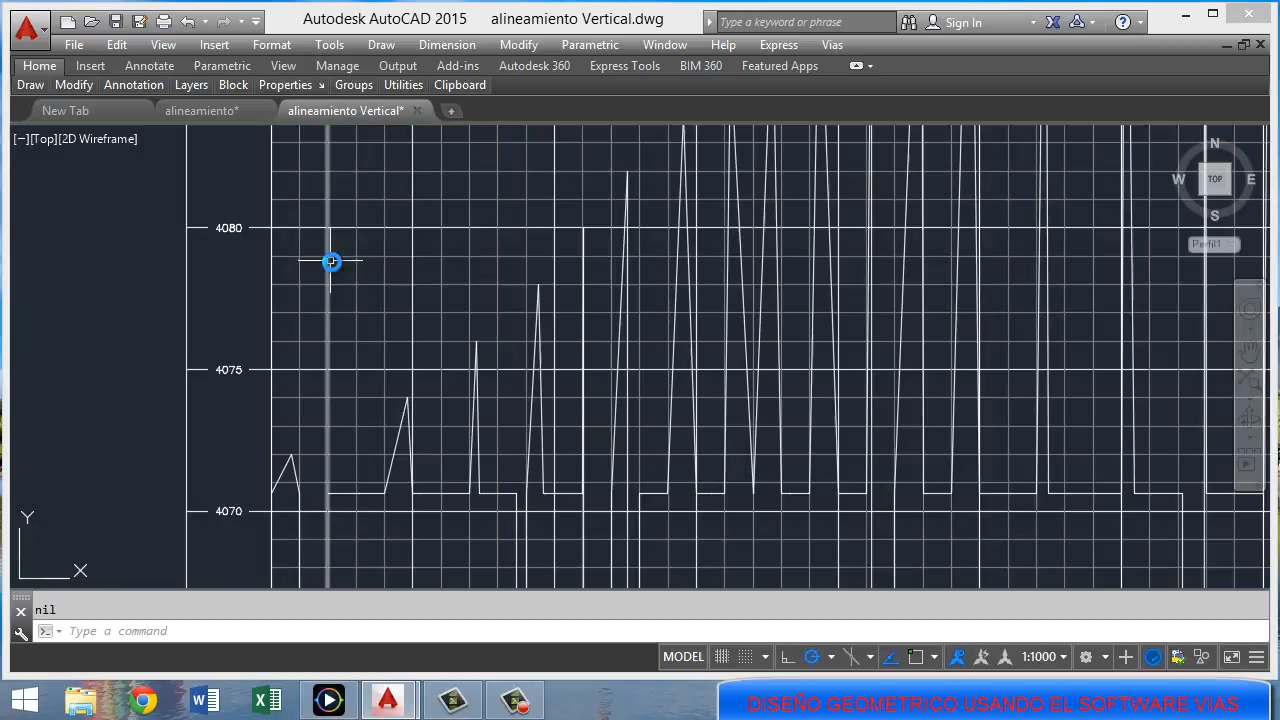 Autodesk AutoCAD 2015 alineamiento Vertical.dwg
Type a keyword or phrase
Sign In
File Edit View Insert Format Tools Draw Dimension Modify Parametric Window Help Express Vias
Home Insert Annotate Parametric View Manage Output Add-ins Autodesk 360 Express Tools BIM 360 Featured Apps
Draw Modify Annotation Layers Block Properties Groups Utilities Clipboard
New Tab alineamiento* alineamiento Vertical*
[−][Top][2D Wireframe]
N
W TOP E
S
Perfil1
4080
4075
4070
Y
X
nil
Type a command
MODEL 1:1000
DISEÑO GEOMETRICO USANDO EL SOFTWARE VIAS